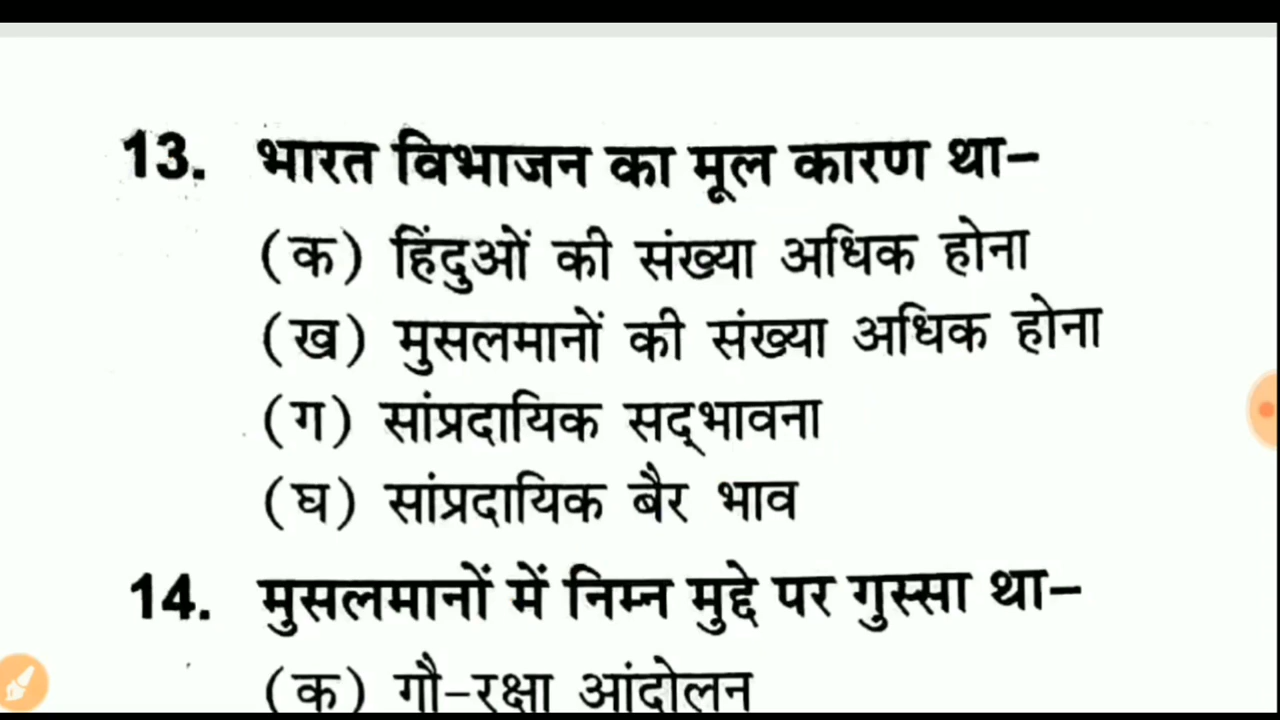 13. भारत विभाजन का मूल कारण था–
(क) हिंदुओं की संख्या अधिक होना
(ख) मुसलमानों की संख्या अधिक होना
(ग) सांप्रदायिक सद्‌भावना
(घ) सांप्रदायिक बैर भाव
14. मुसलमानों में निम्न मुद्दे पर गुस्सा था–
(क) गौ-रक्षा आंदोलन